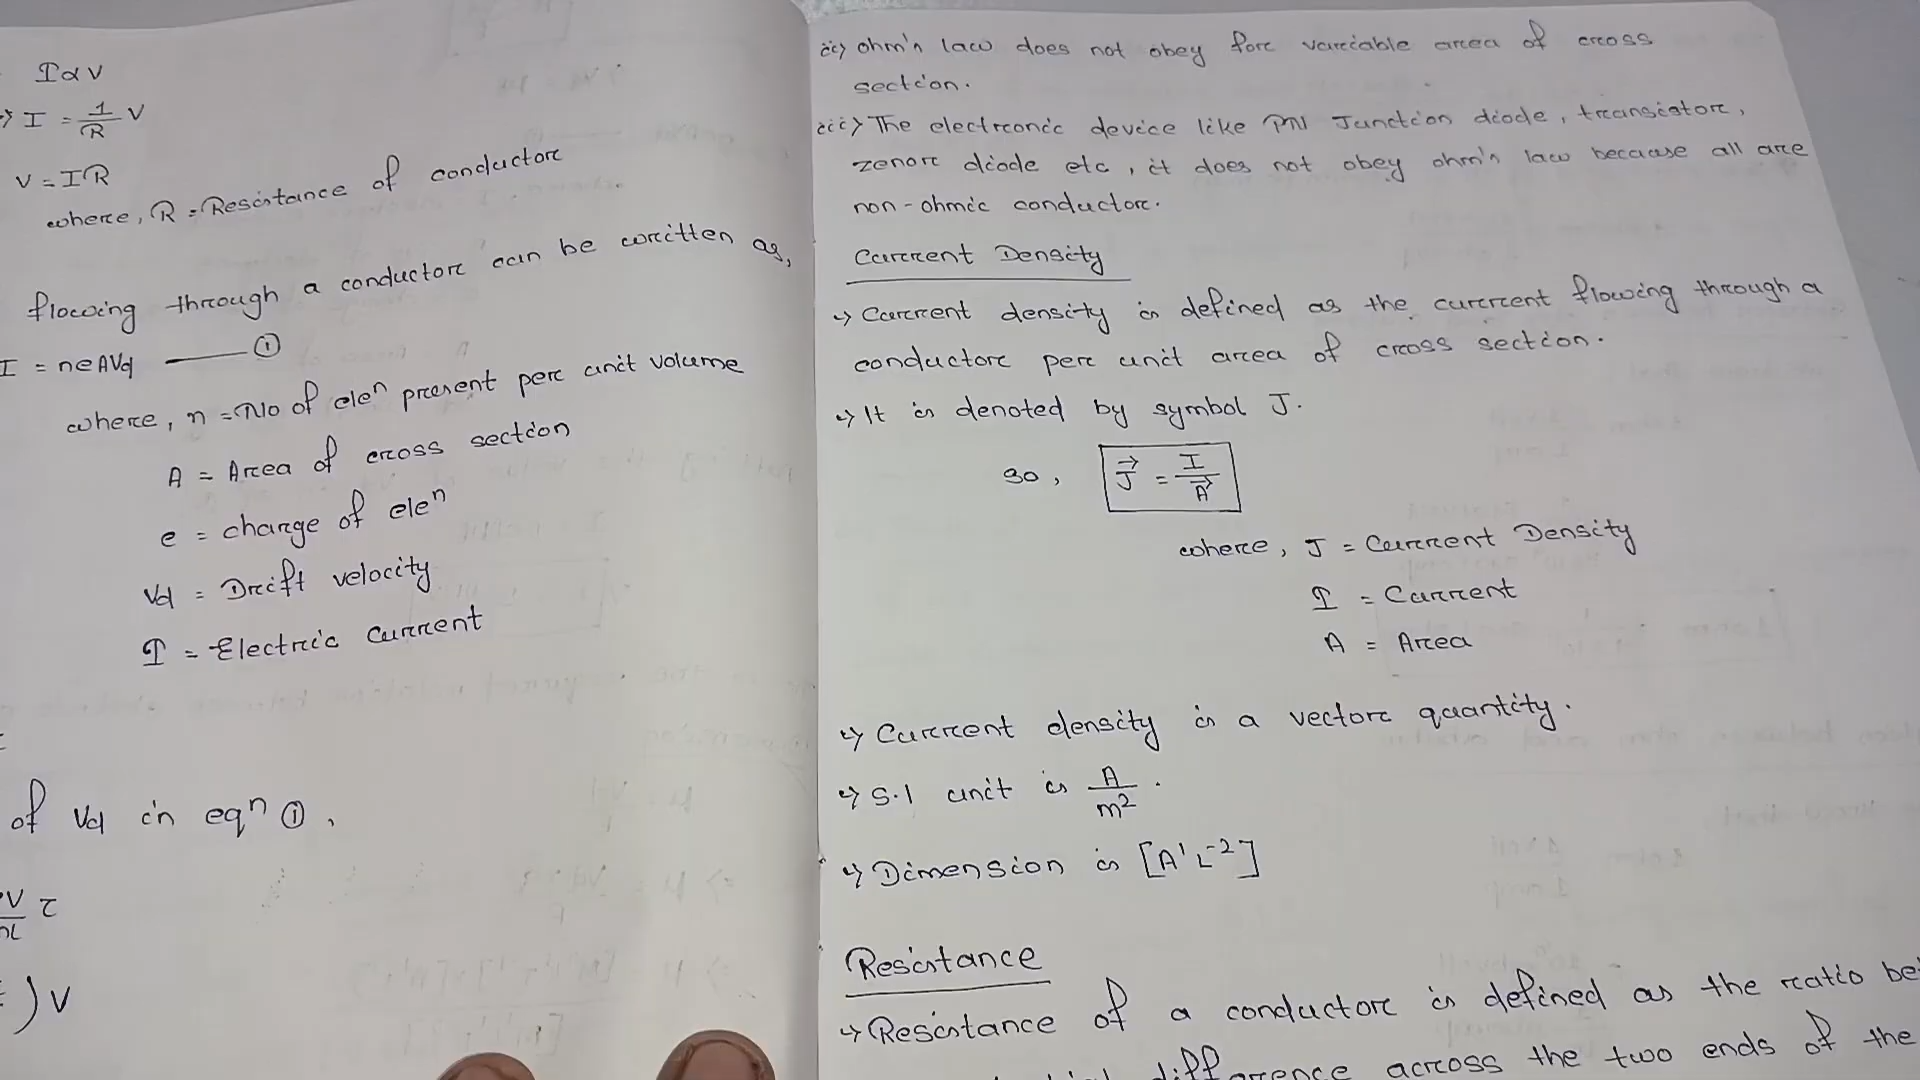 I α V
=> I = 1/R V
V = IR
where, R = Resistance of conductor
flowing through a conductor can be written as,
I = neAVd ——— ①
where, n = No of eleⁿ present per unit volume
A = Area of cross section
e = charge of eleⁿ
Vd = Drift velocity
I = Electric Current
of Vd in eqⁿ ①,
V
τ
) V
ii) ohm's law does not obey for variable area of cross
section.
iii) The electronic device like PN Junction diode, transistor,
zenor diode etc, it does not obey ohm's law because all are
non-ohmic conductor.
Current Density
↪ Current density is defined as the current flowing through a
conductor per unit area of cross section.
↪ It is denoted by symbol J.
so, J⃗ = I/A⃗
where, J = Current Density
I = Current
A = Area
↪ Current density is a vector quantity.
↪ S.I unit is A/m².
↪ Dimension is [A¹ L⁻²]
Resistance
↪ Resistance of a conductor is defined as the ratio be
difference across the two ends of the